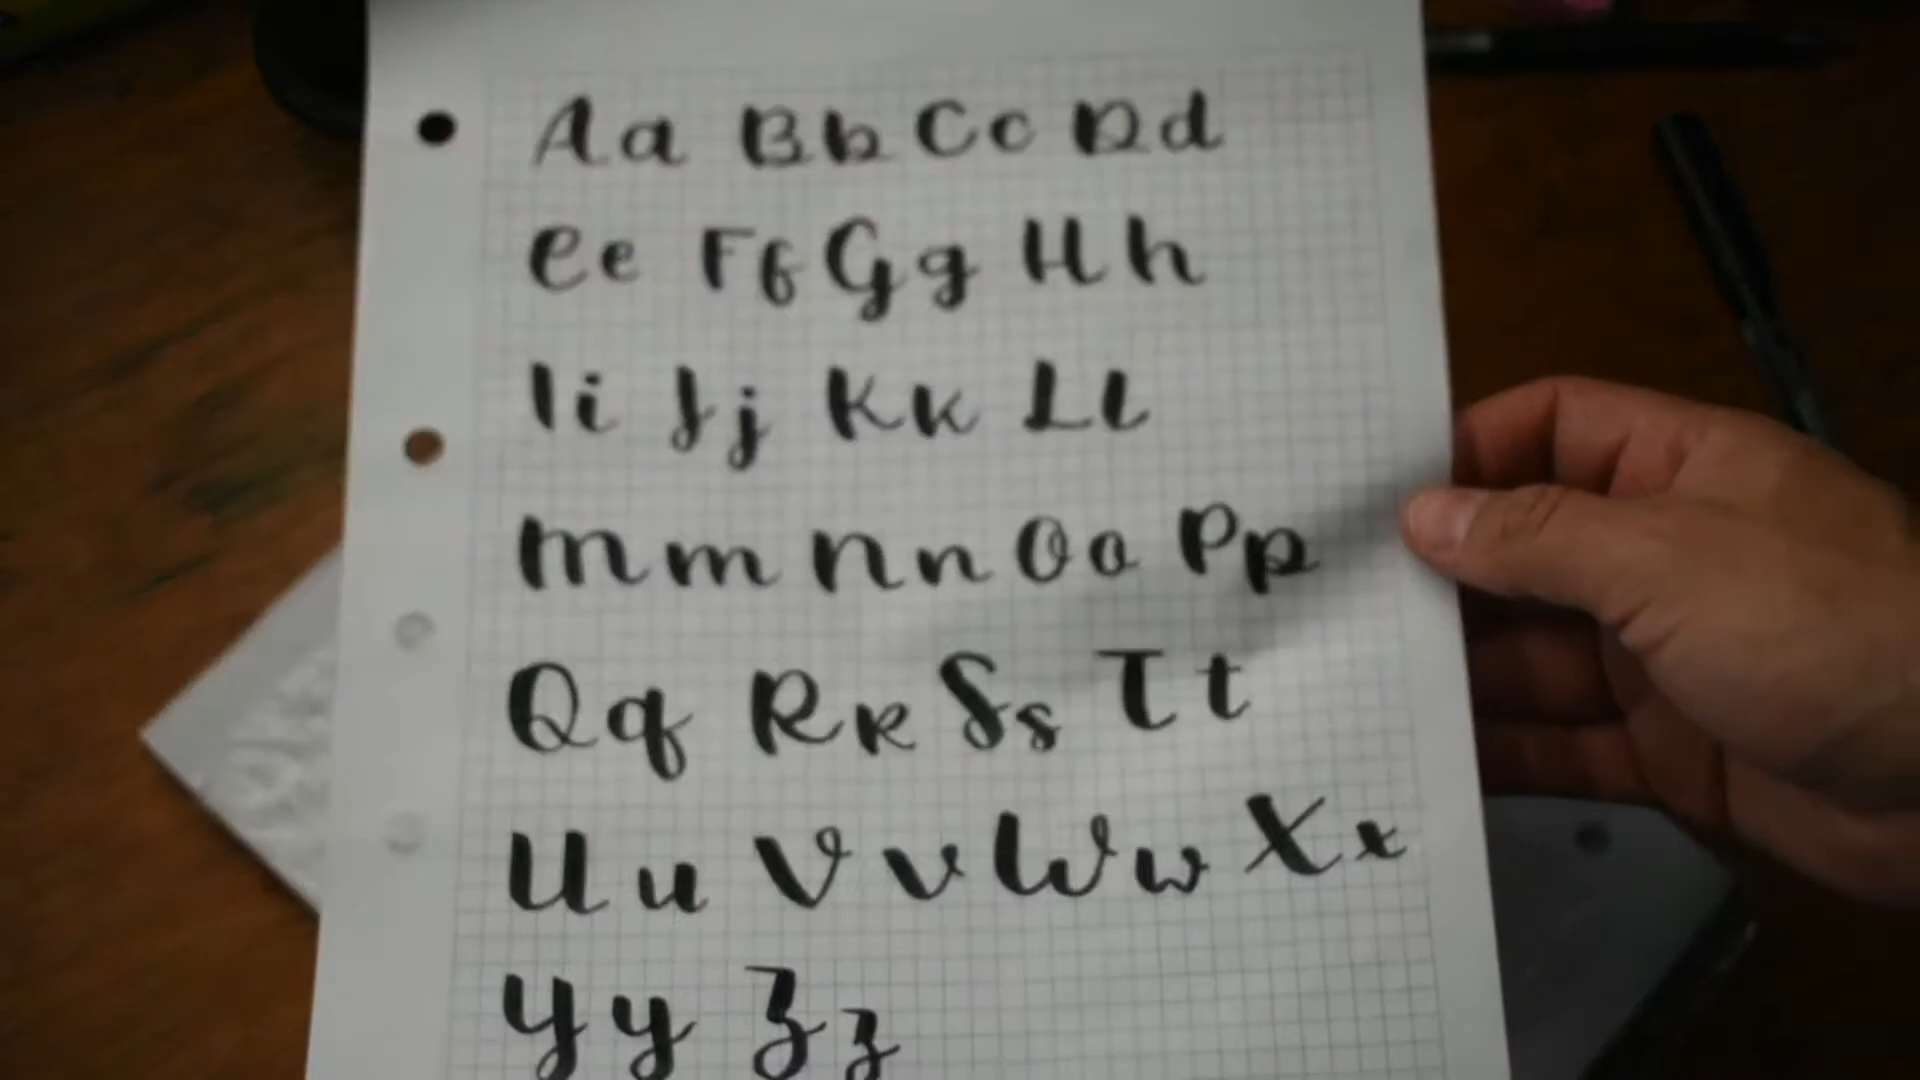 Aa Bb Cc Dd
Ee Ff Gg Hh
Ii Jj Kk Ll
Mm Nn Oo Pp
Qq Rr Ss Tt
Uu Vv Ww Xx
Yy Zz